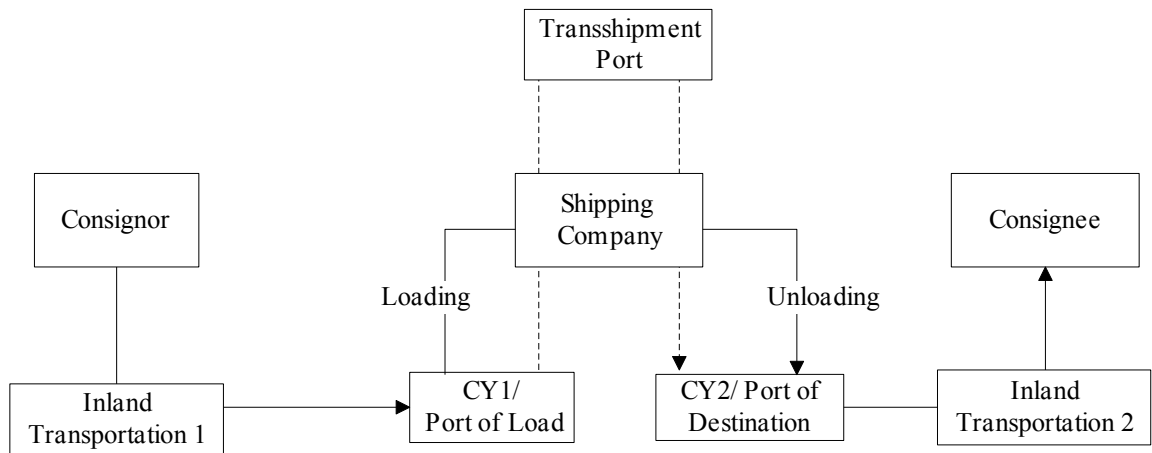 Transshipment
Port
Consignor
Shipping
Company
Consignee
Loading
Unloading
Inland
Transportation 1
CY1/
Port of Load
CY2/ Port of
Destination
Inland
Transportation 2